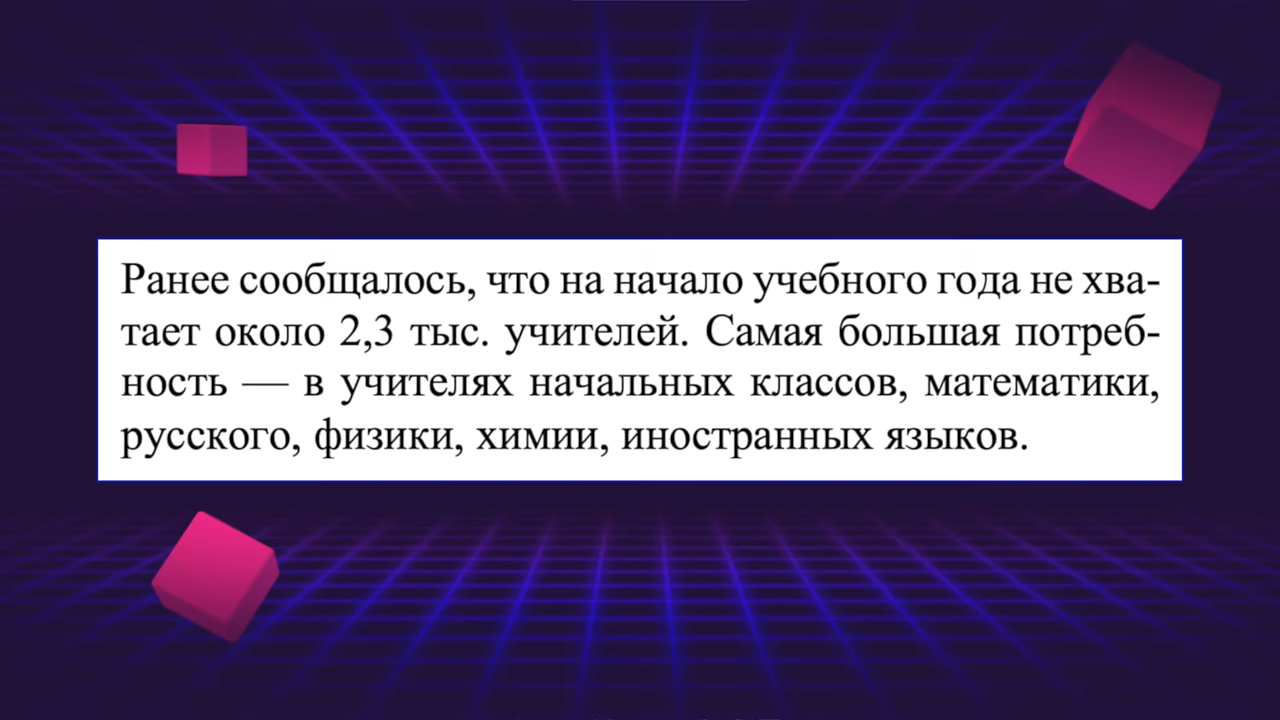 Ранее сообщалось, что на начало учебного года не хва-
тает около 2,3 тыс. учителей. Самая большая потреб-
ность — в учителях начальных классов, математики,
русского, физики, химии, иностранных языков.